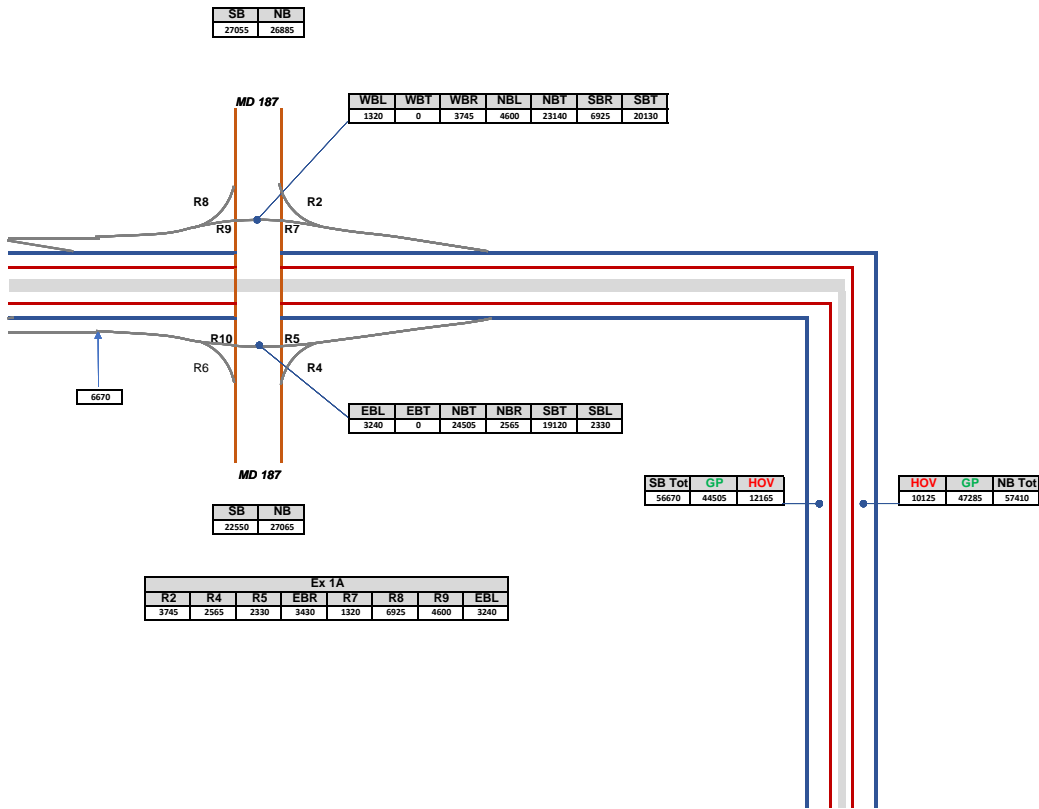 SB NB
27055 26885
MD 187
WBL WBT WBR NBL NBT SBR SBT
1320 0 3745 4600 23140 6925 20130
R8 R2
R9 R7
R10 R5
R6 R4
6670
EBL EBT NBT NBR SBT SBL
3240 0 24505 2565 19120 2330
MD 187
SB Tot GP HOV
56670 44505 12165
HOV GP NB Tot
10125 47285 57410
SB NB
22550 27065
Ex 1A
R2 R4 R5 EBR R7 R8 R9 EBL
3745 2565 2330 3430 1320 6925 4600 3240